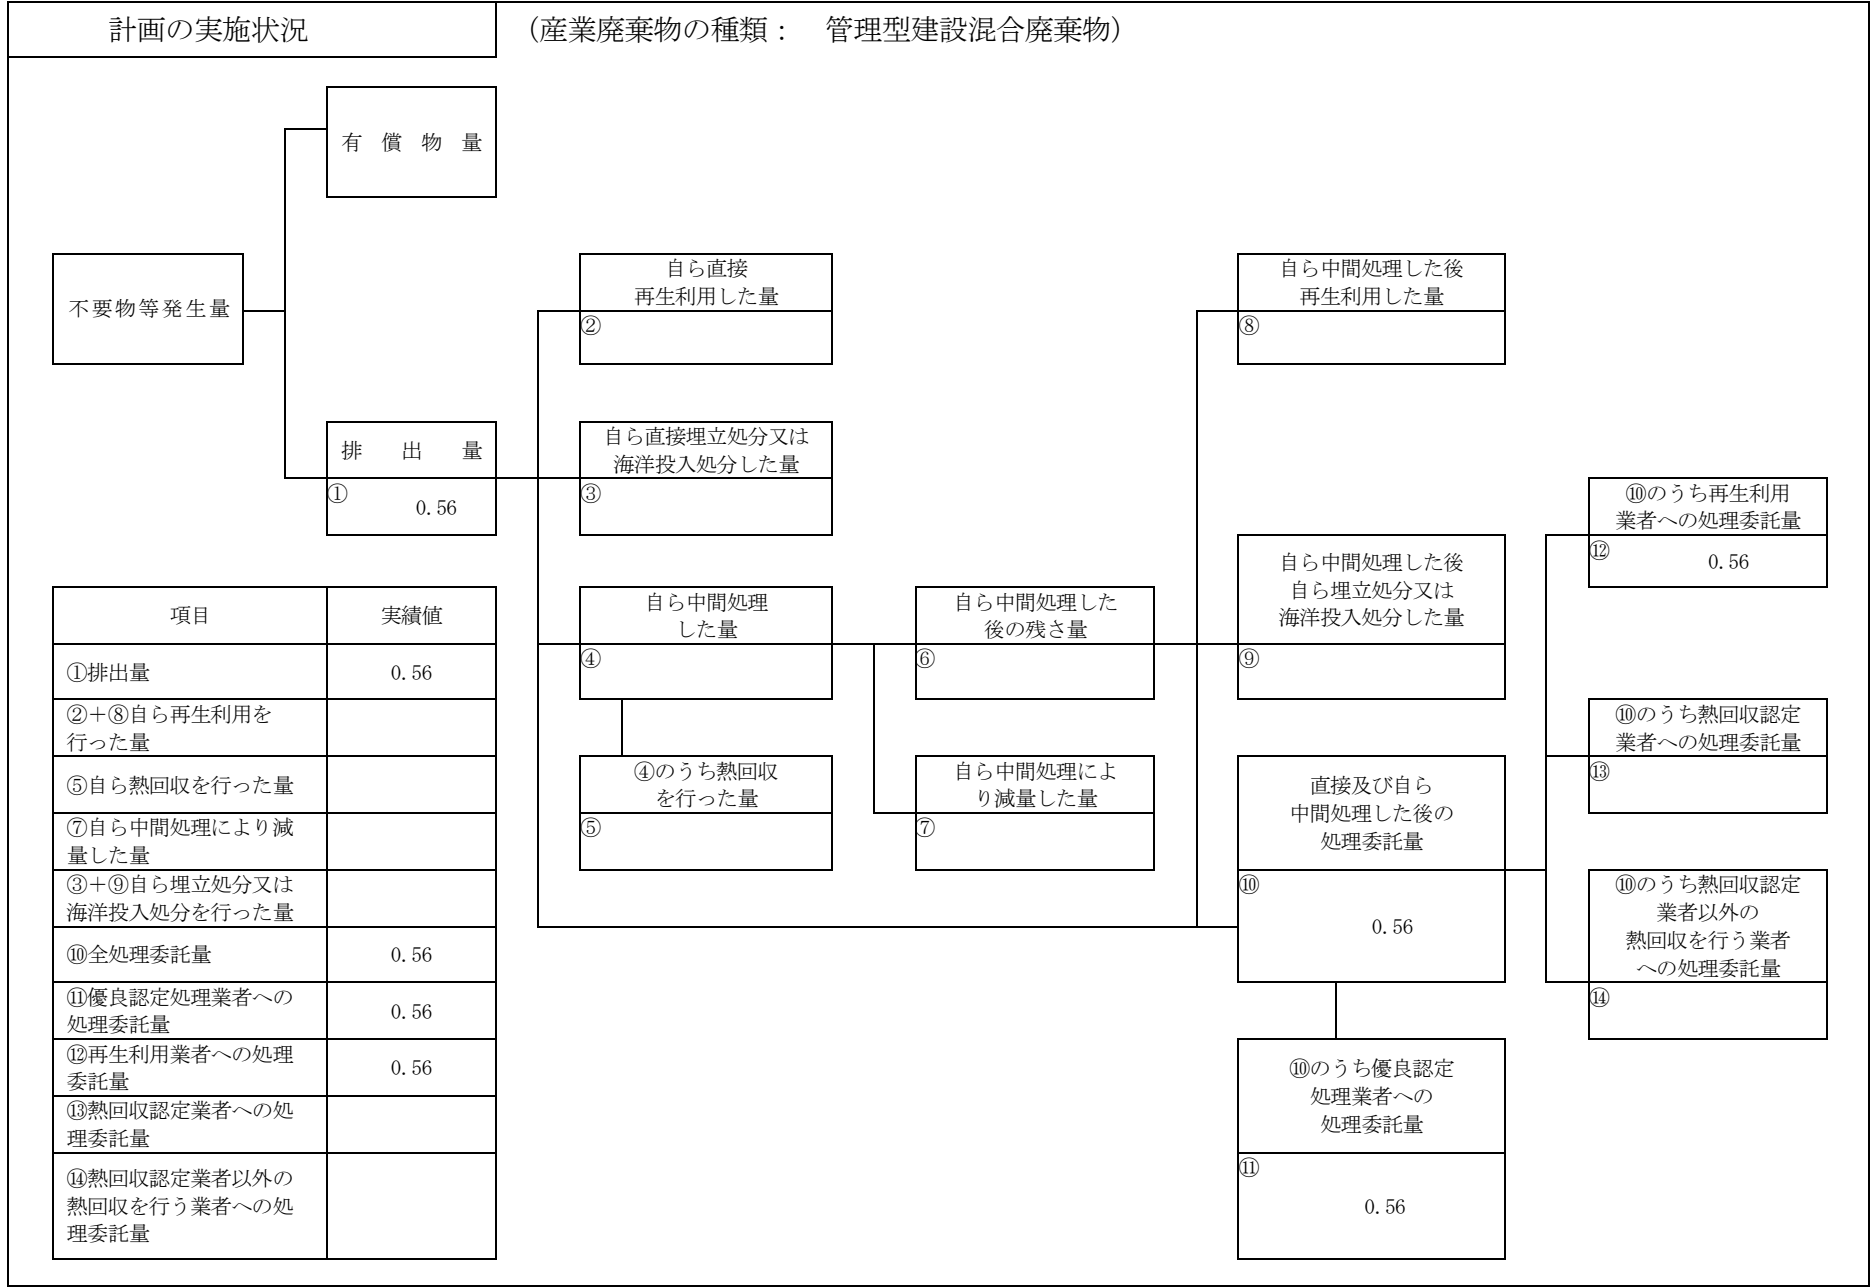 計画の実施状況
（産業廃棄物の種類：　管理型建設混合廃棄物）
有　償　物　量
不要物等発生量
排　出　量
①
0.56
自ら直接
再生利用した量
②
自ら直接埋立処分又は
海洋投入処分した量
③
自ら中間処理
した量
④
④のうち熱回収
を行った量
⑤
自ら中間処理した
後の残さ量
⑥
自ら中間処理によ
り減量した量
⑦
自ら中間処理した後
再生利用した量
⑧
自ら中間処理した後
自ら埋立処分又は
海洋投入処分した量
⑨
直接及び自ら
中間処理した後の
処理委託量
⑩
0.56
⑩のうち優良認定
処理業者への
処理委託量
⑪
0.56
⑩のうち再生利用
業者への処理委託量
⑫
0.56
⑩のうち熱回収認定
業者への処理委託量
⑬
⑩のうち熱回収認定
業者以外の
熱回収を行う業者
への処理委託量
⑭
項目　実績値
①排出量　0.56
②＋⑧自ら再生利用を
行った量
⑤自ら熱回収を行った量
⑦自ら中間処理により減
量した量
③＋⑨自ら埋立処分又は
海洋投入処分を行った量
⑩全処理委託量　0.56
⑪優良認定処理業者への
処理委託量
0.56
⑫再生利用業者への処理
委託量
0.56
⑬熱回収認定業者への処
理委託量
⑭熱回収認定業者以外の
熱回収を行う業者への処
理委託量